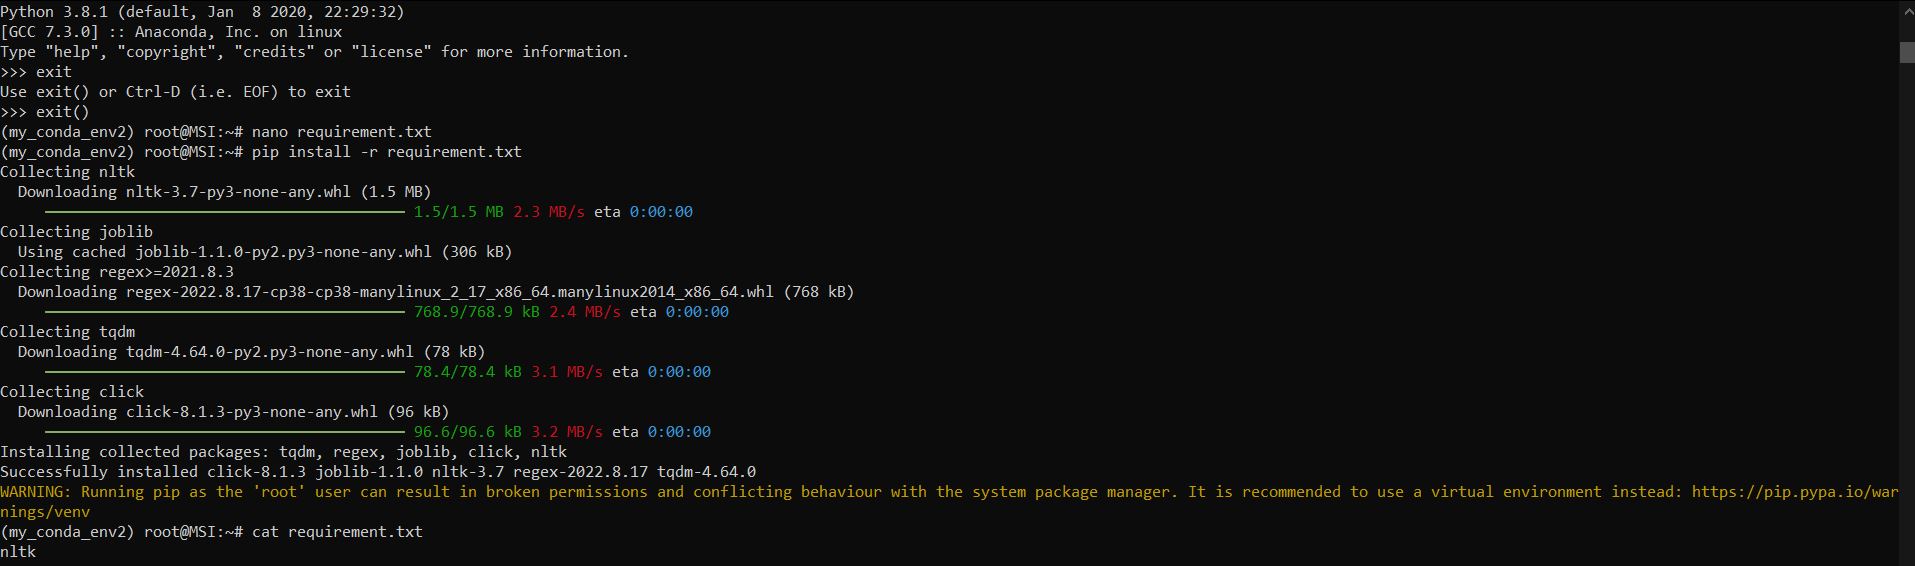 Python 3.8.1 (default, Jan  8 2020, 22:29:32)
[GCC 7.3.0] :: Anaconda, Inc. on linux
Type "help", "copyright", "credits" or "license" for more information.
>>> exit
Use exit() or Ctrl-D (i.e. EOF) to exit
>>> exit()
(my_conda_env2) root@MSI:~# nano requirement.txt
(my_conda_env2) root@MSI:~# pip install -r requirement.txt
Collecting nltk
  Downloading nltk-3.7-py3-none-any.whl (1.5 MB)
1.5/1.5 MB 2.3 MB/s eta 0:00:00
Collecting joblib
  Using cached joblib-1.1.0-py2.py3-none-any.whl (306 kB)
Collecting regex>=2021.8.3
  Downloading regex-2022.8.17-cp38-cp38-manylinux_2_17_x86_64.manylinux2014_x86_64.whl (768 kB)
768.9/768.9 kB 2.4 MB/s eta 0:00:00
Collecting tqdm
  Downloading tqdm-4.64.0-py2.py3-none-any.whl (78 kB)
78.4/78.4 kB 3.1 MB/s eta 0:00:00
Collecting click
  Downloading click-8.1.3-py3-none-any.whl (96 kB)
96.6/96.6 kB 3.2 MB/s eta 0:00:00
Installing collected packages: tqdm, regex, joblib, click, nltk
Successfully installed click-8.1.3 joblib-1.1.0 nltk-3.7 regex-2022.8.17 tqdm-4.64.0
WARNING: Running pip as the 'root' user can result in broken permissions and conflicting behaviour with the system package manager. It is recommended to use a virtual environment instead: https://pip.pypa.io/war
nings/venv
(my_conda_env2) root@MSI:~# cat requirement.txt
nltk